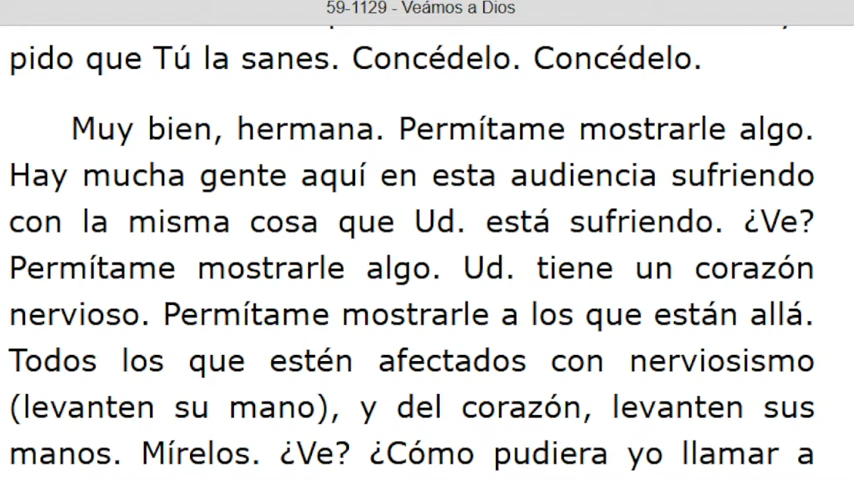 59-1129 - Veámos a Dios
pido que Tú la sanes. Concédelo. Concédelo.
Muy bien, hermana. Permítame mostrarle algo.
Hay mucha gente aquí en esta audiencia sufriendo
con la misma cosa que Ud. está sufriendo. ¿Ve?
Permítame mostrarle algo. Ud. tiene un corazón
nervioso. Permítame mostrarle a los que están allá.
Todos los que estén afectados con nerviosismo
(levanten su mano), y del corazón, levanten sus
manos. Mírelos. ¿Ve? ¿Cómo pudiera yo llamar a